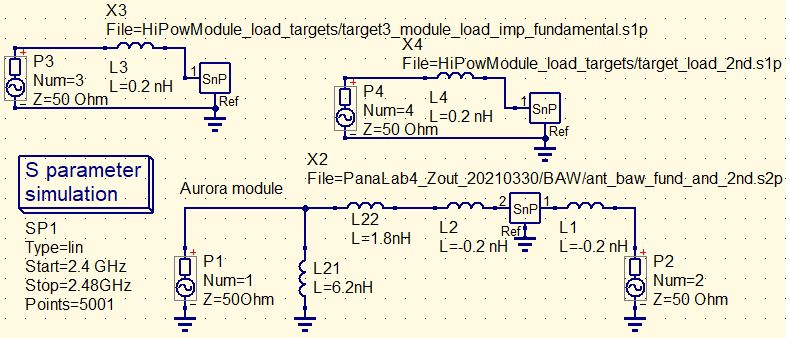 X3
File=HiPowModule_load_targets/target3_module_load_imp_fundamental.s1p
X4
File=HiPowModule_load_targets/target_load_2nd.s1p
P3
Num=3
Z=50 Ohm
L3
L=0.2 nH
1
SnP
Ref
P4
Num=4
Z=50 Ohm
L4
L=0.2 nH
1
SnP
Ref
S parameter
simulation
SP1
Type=lin
Start=2.4 GHz
Stop=2.48GHz
Points=5001
X2
File=PanaLab4_Zout_20210330/BAW/ant_baw_fund_and_2nd.s2p
Aurora module
P1
Num=1
Z=50Ohm
L21
L=6.2nH
L22
L=1.8nH
L2
L=-0.2 nH
2
SnP
1
Ref
L1
L=-0.2 nH
P2
Num=2
Z=50 Ohm